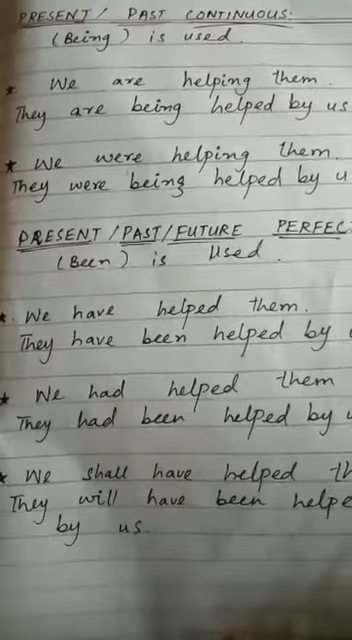 PRESENT / PAST CONTINUOUS:
(Being) is used.
* We are helping them.
They are being helped by us
* We were helping them.
They were being helped by u
PRESENT / PAST / FUTURE PERFEC
(Been) is Used.
* We have helped them.
They have been helped by
* We had helped them
They had been helped by u
* We shall have helped th
They will have been helpe
by us.